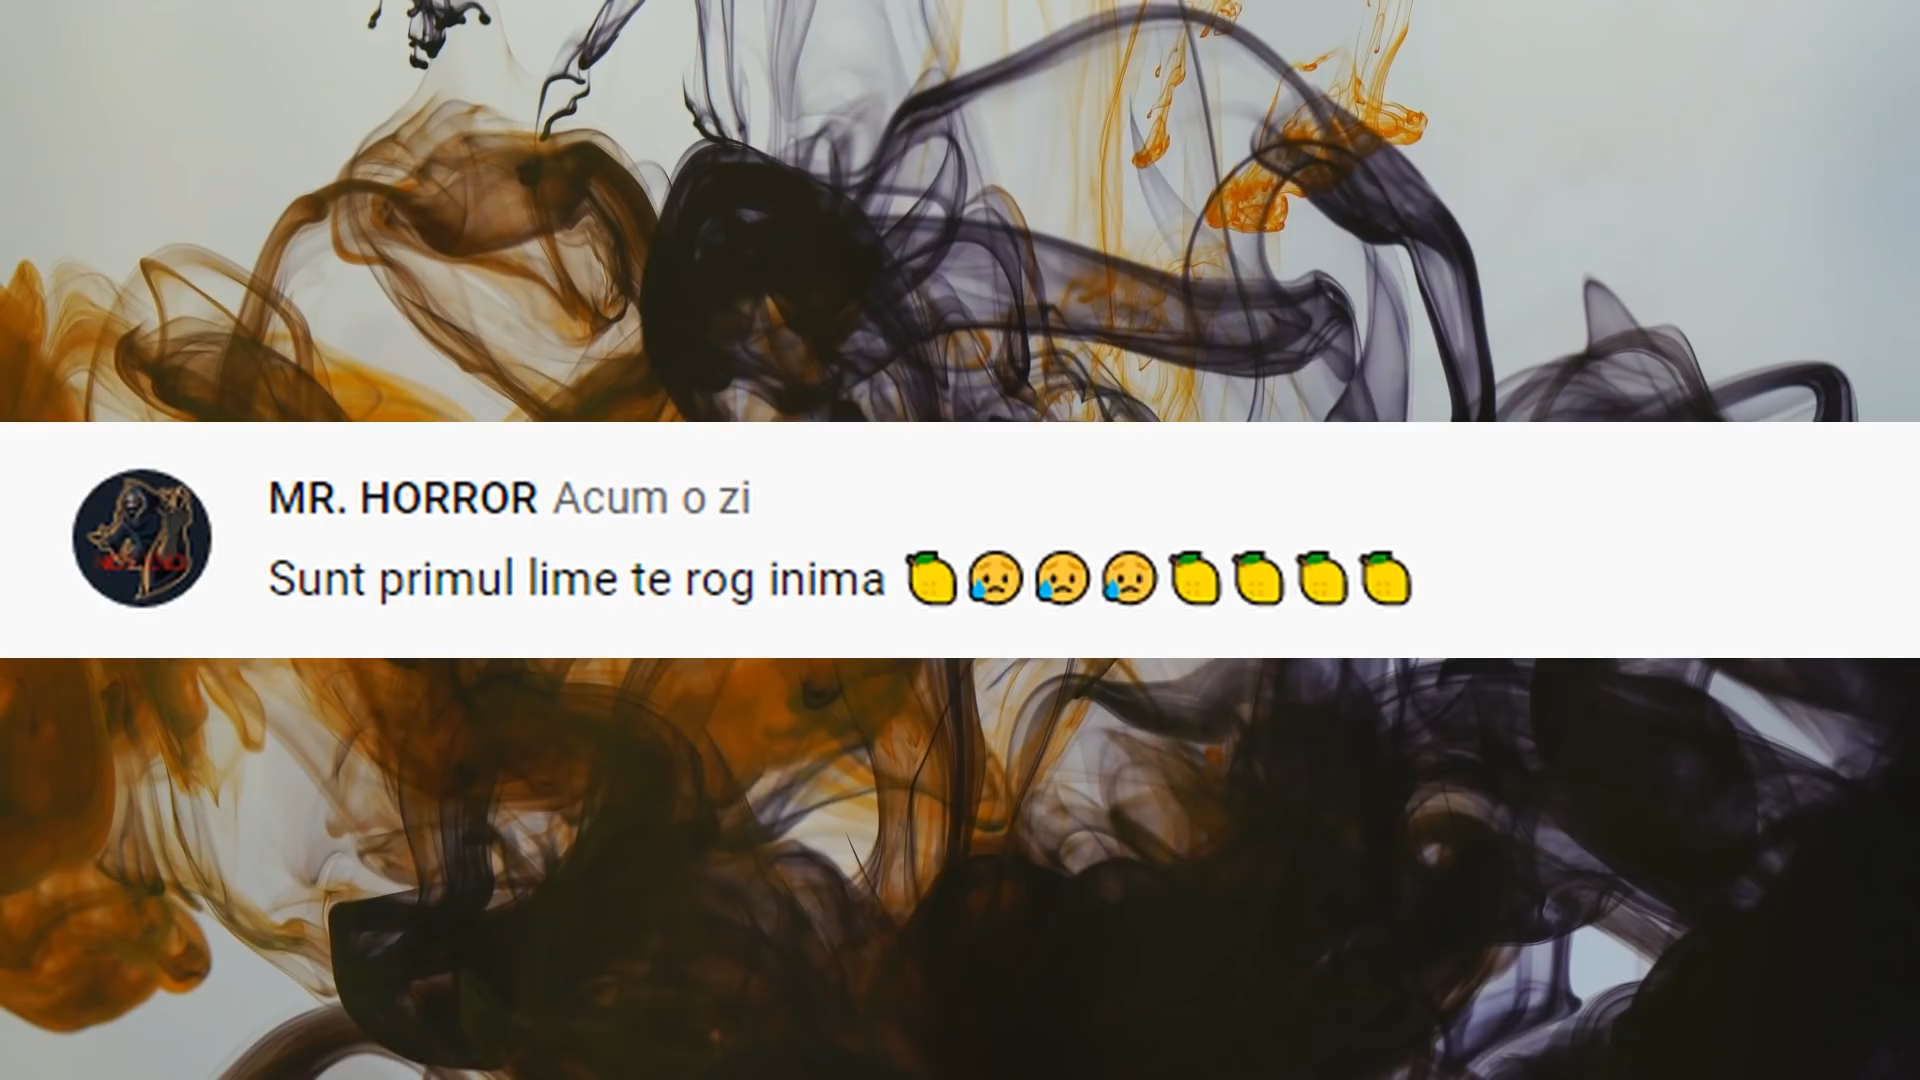 MR. HORROR Acum o zi
Sunt primul lime te rog inima 🍋😥😥😥🍋🍋🍋🍋